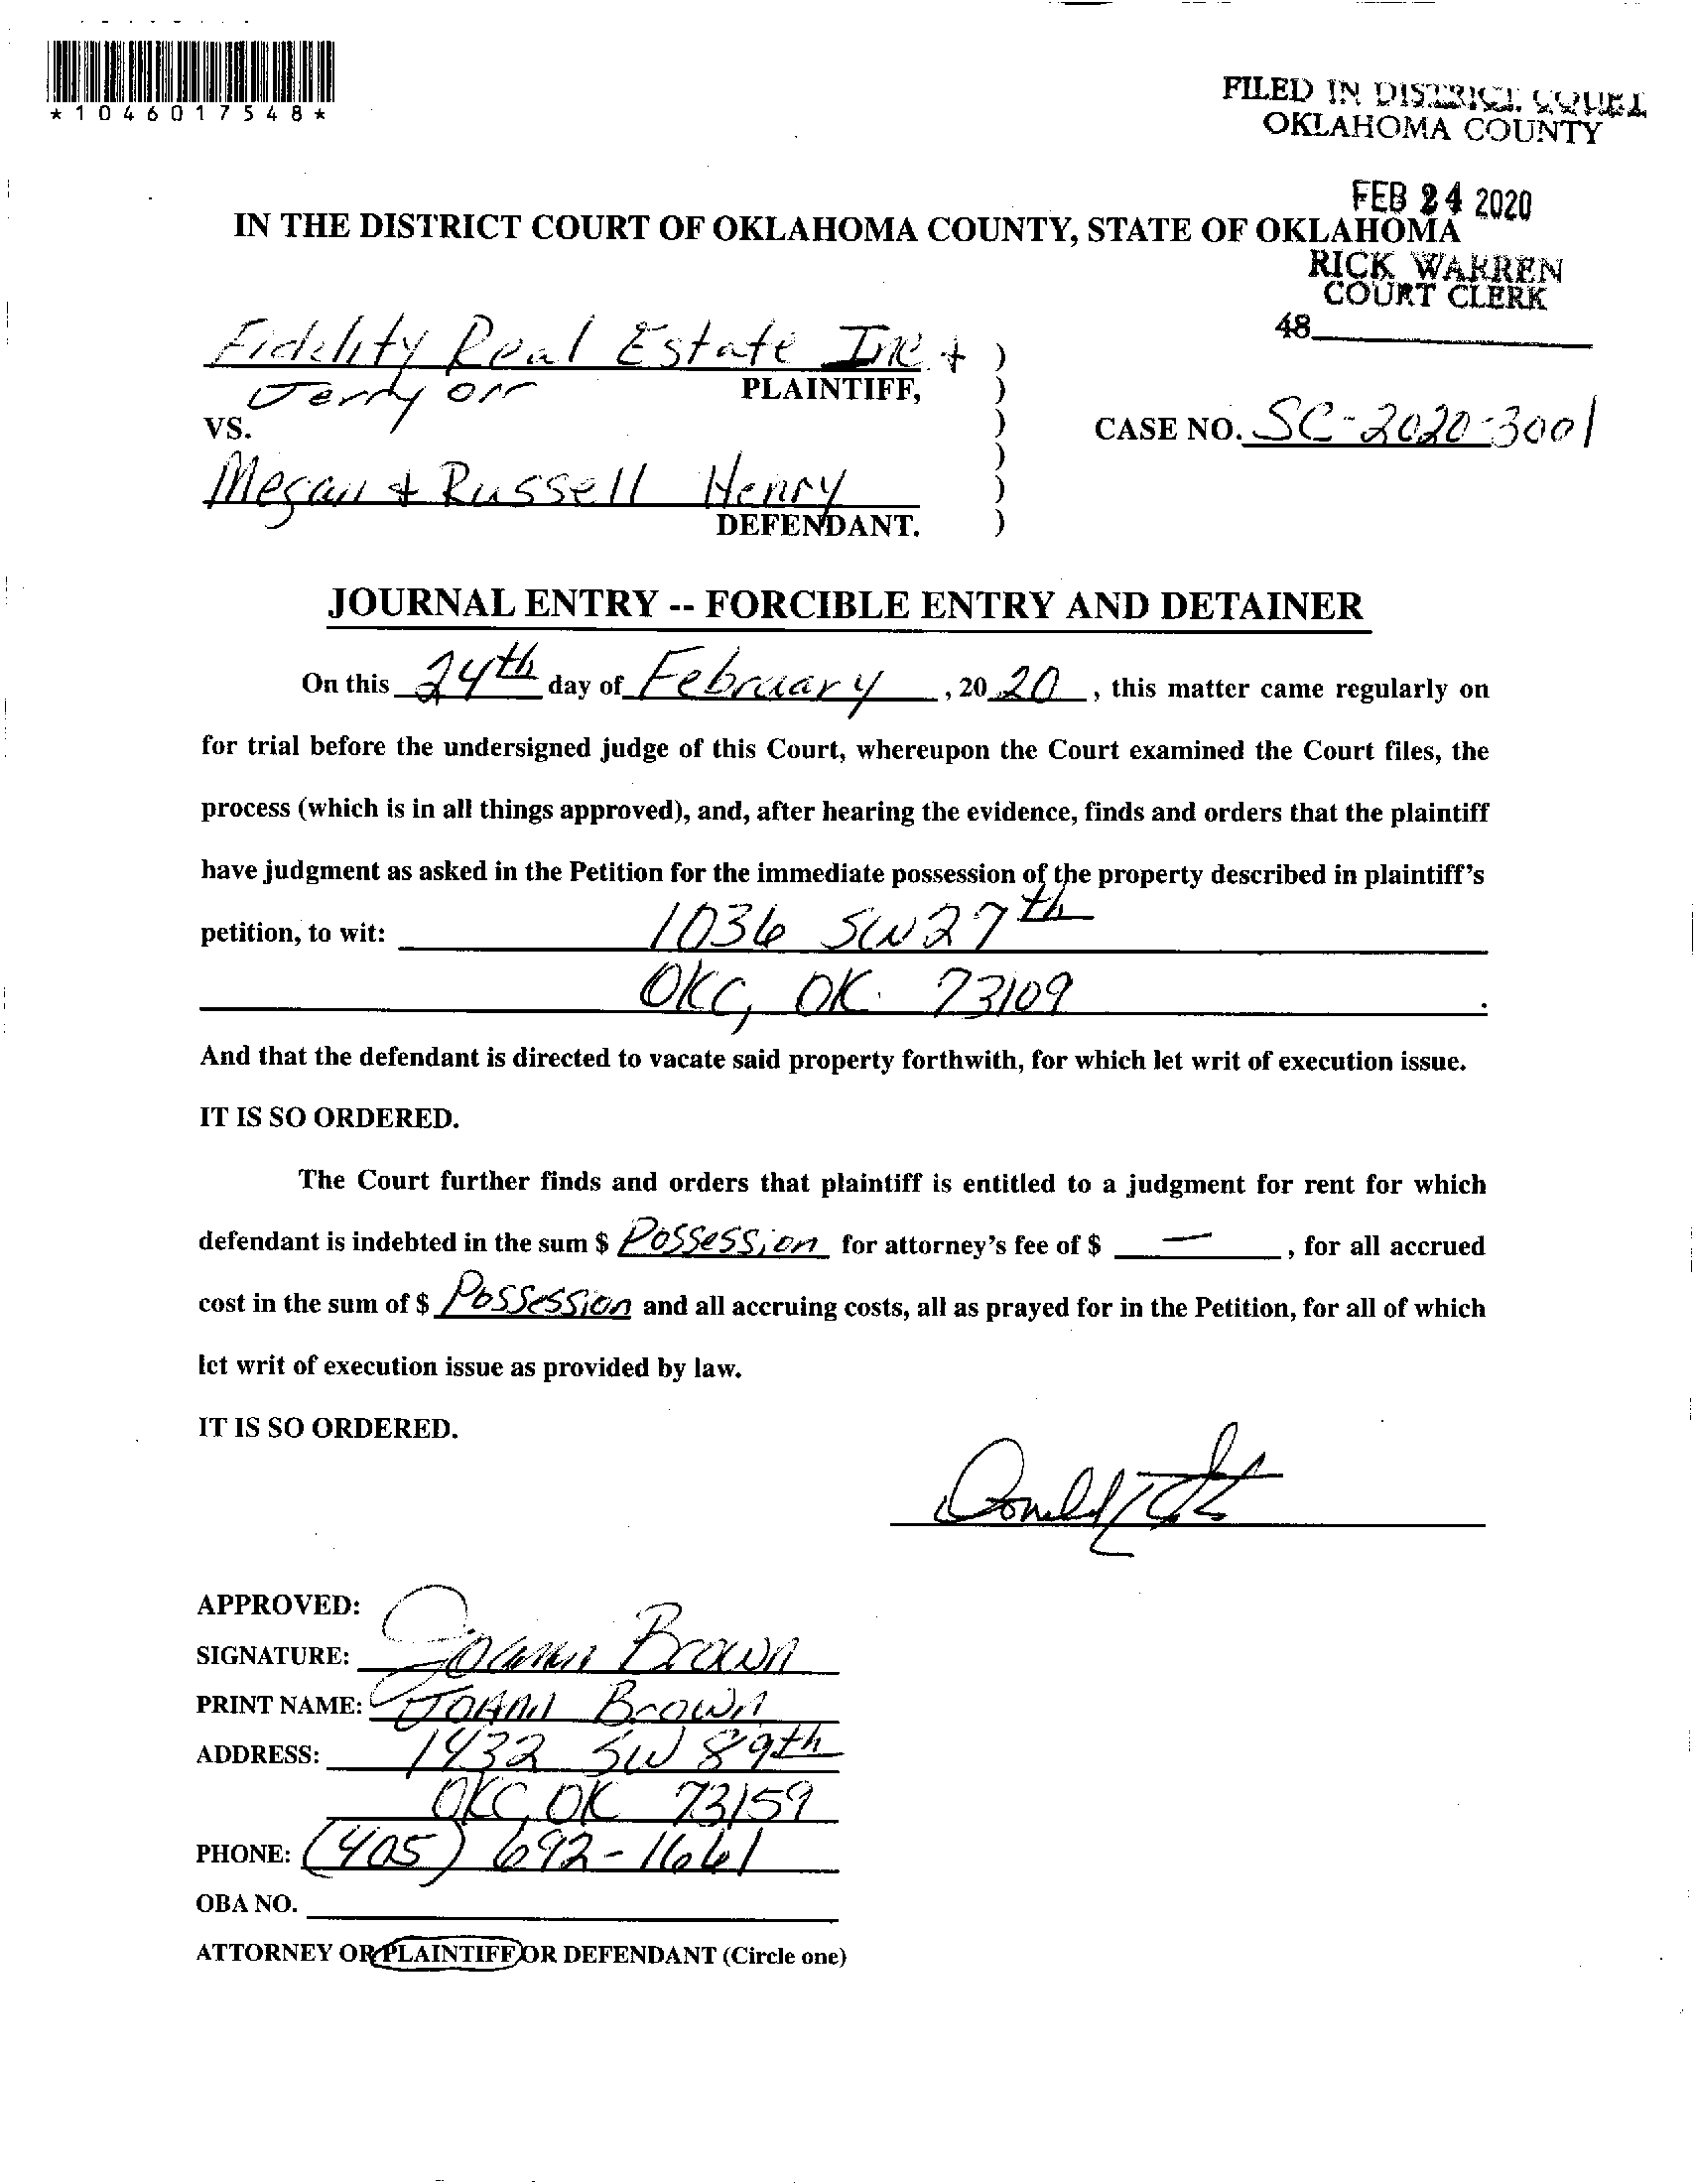 *1046017548*
FILED IN DISTRICT COURT
OKLAHOMA COUNTY
FEB 24 2020
IN THE DISTRICT COURT OF OKLAHOMA COUNTY, STATE OF OKLAHOMA
RICK WARREN
COURT CLERK
48
Fidelity Real Estate Inc. + )
Jerry Orr PLAINTIFF, )
VS. ) CASE NO. SC-2020-3001
)
Megan + Russell Henry )
DEFENDANT. )
JOURNAL ENTRY -- FORCIBLE ENTRY AND DETAINER
On this 24th day of February, 20 20, this matter came regularly on
for trial before the undersigned judge of this Court, whereupon the Court examined the Court files, the
process (which is in all things approved), and, after hearing the evidence, finds and orders that the plaintiff
have judgment as asked in the Petition for the immediate possession of the property described in plaintiff's
petition, to wit: 1036 SW 27th
OKC, OK. 73109.
And that the defendant is directed to vacate said property forthwith, for which let writ of execution issue.
IT IS SO ORDERED.
The Court further finds and orders that plaintiff is entitled to a judgment for rent for which
defendant is indebted in the sum $ Possession for attorney's fee of $ —, for all accrued
cost in the sum of $ Possession and all accruing costs, all as prayed for in the Petition, for all of which
let writ of execution issue as provided by law.
IT IS SO ORDERED.
APPROVED:
SIGNATURE: Joann Brown
PRINT NAME: JOANN Brown
ADDRESS: 1432 SW 89th
OKC, OK 73159
PHONE: (405) 692-1661
OBA NO.
ATTORNEY OR PLAINTIFF OR DEFENDANT (Circle one)